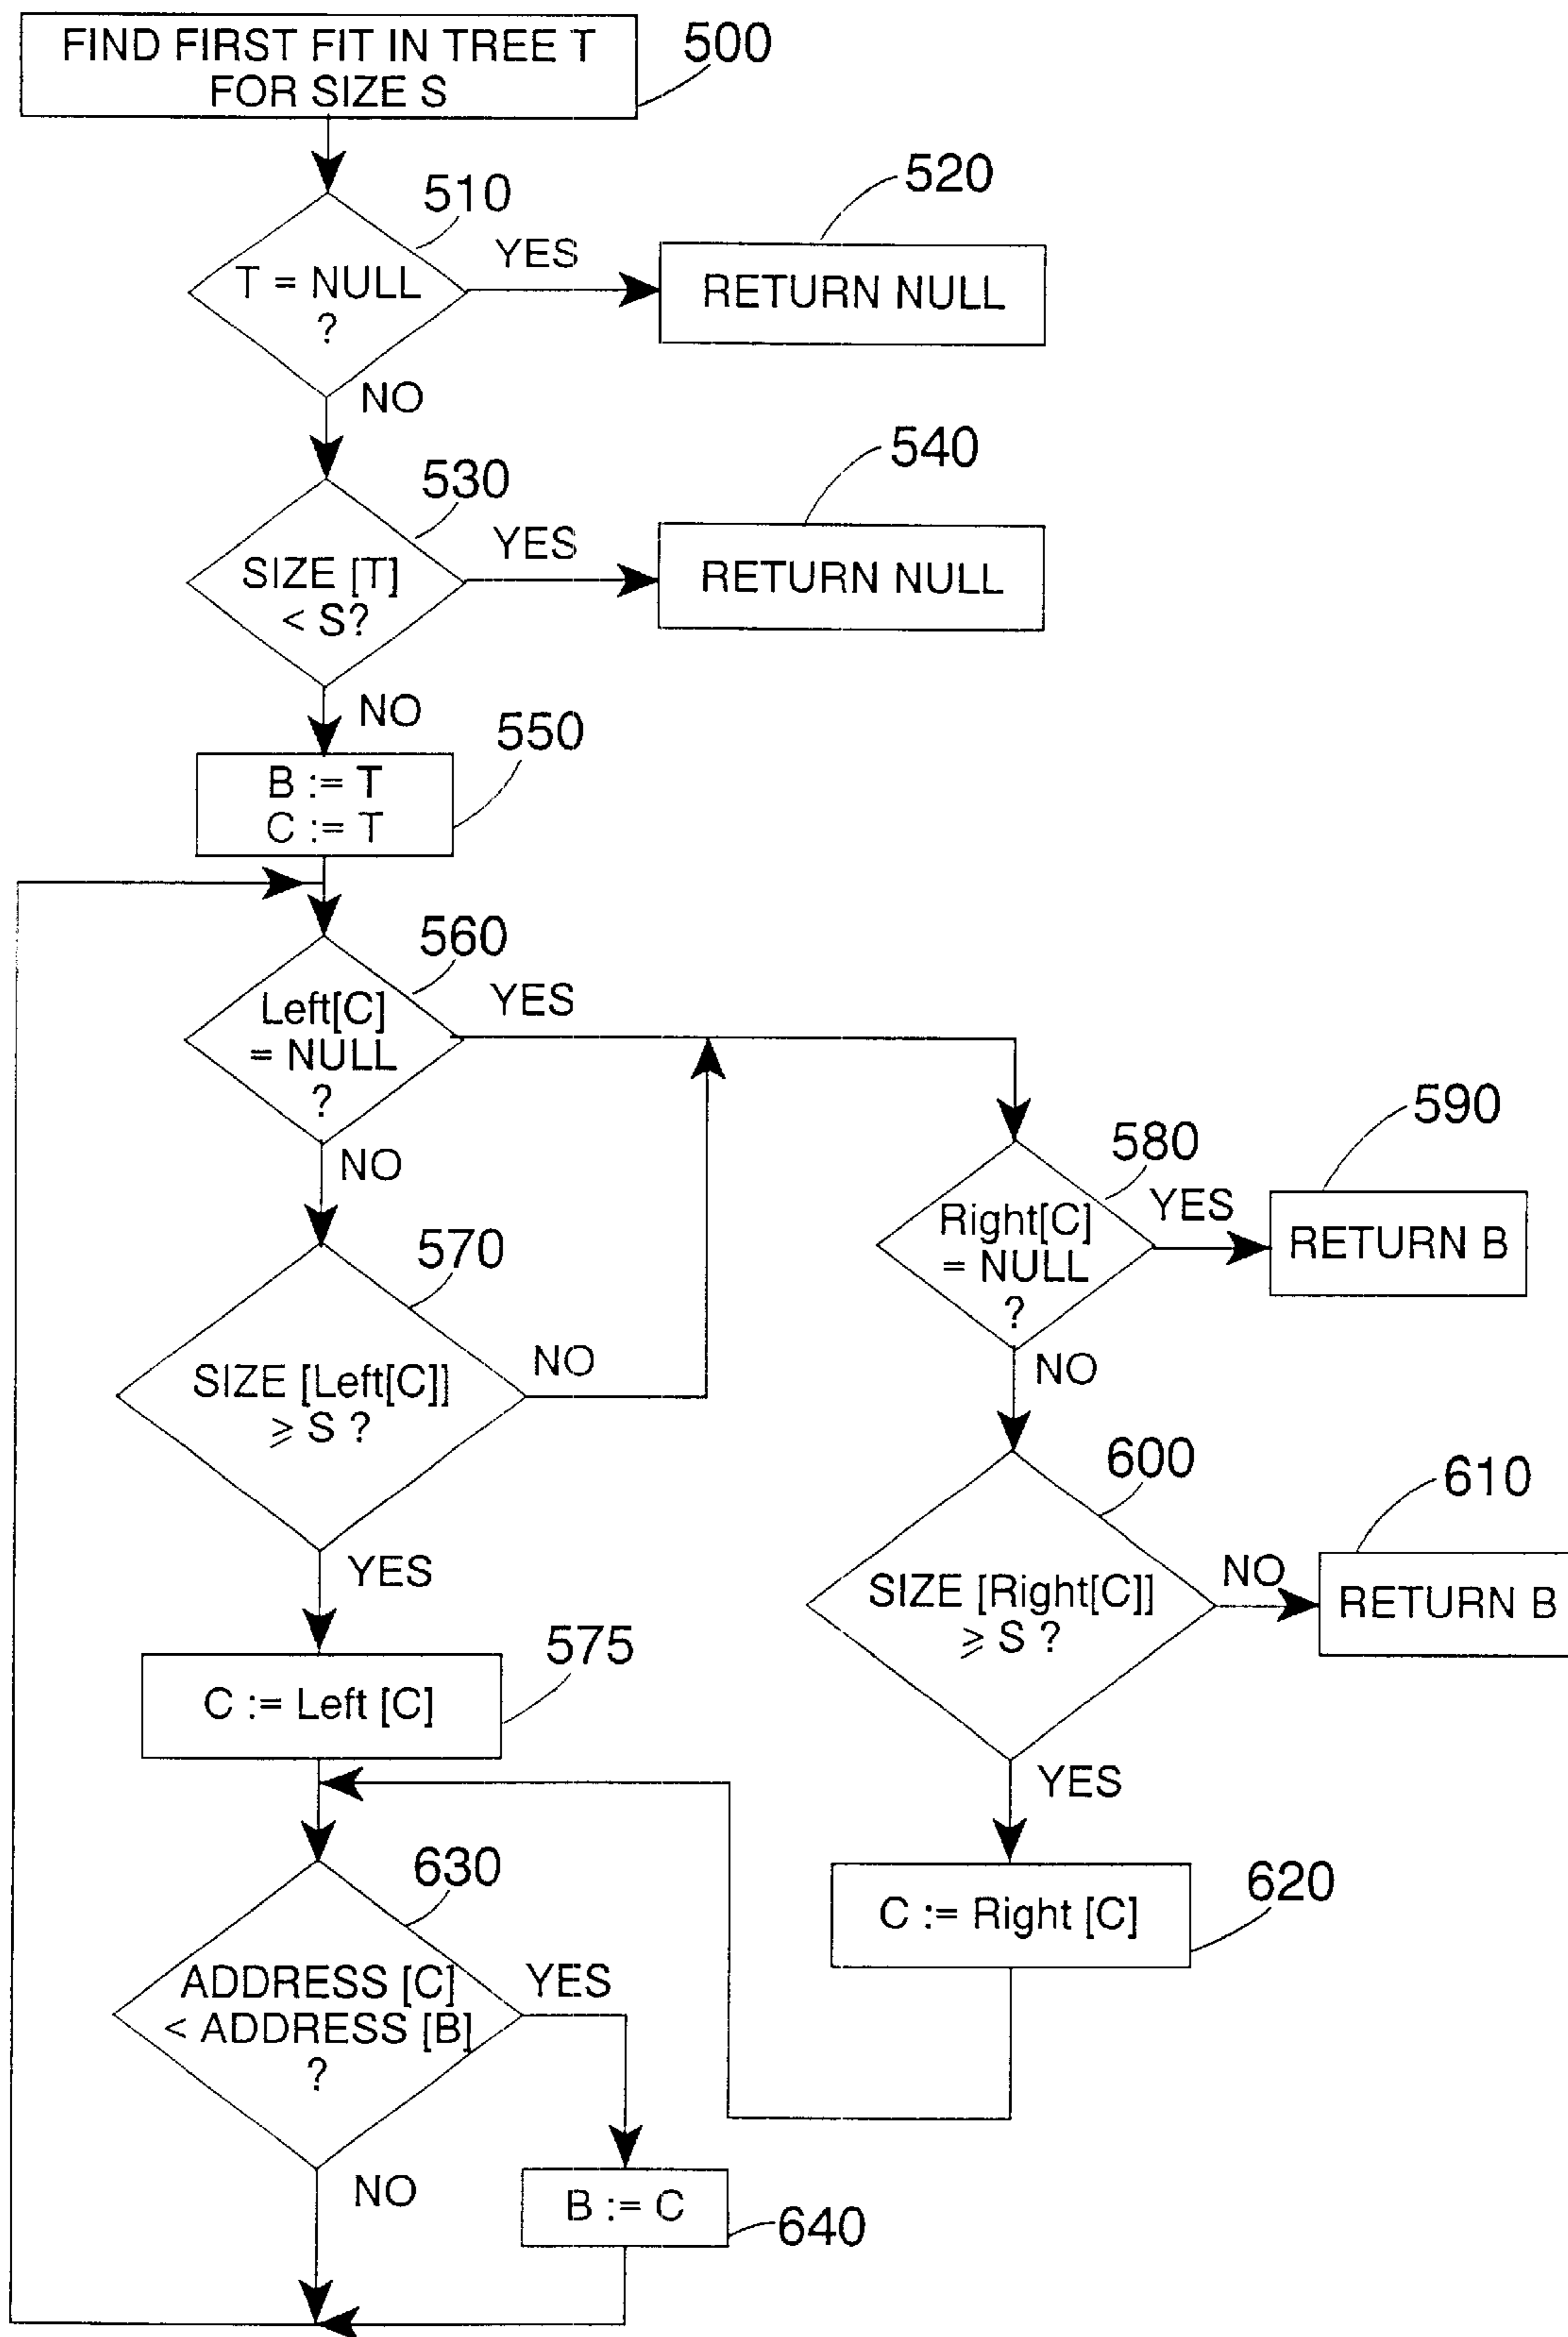 FIND FIRST FIT IN TREE T
FOR SIZE S
500
510
T = NULL
?
YES
520
RETURN NULL
NO
530
SIZE [T]
< S?
YES
540
RETURN NULL
NO
550
B := T
C := T
560
Left[C]
= NULL
?
YES
NO
570
SIZE [Left[C]]
⩾ S ?
NO
YES
575
C := Left [C]
580
Right[C]
= NULL
?
YES
590
RETURN B
NO
600
SIZE [Right[C]]
⩾ S ?
NO
610
RETURN B
YES
620
C := Right [C]
630
ADDRESS [C]
< ADDRESS [B]
?
YES
NO
B := C
640